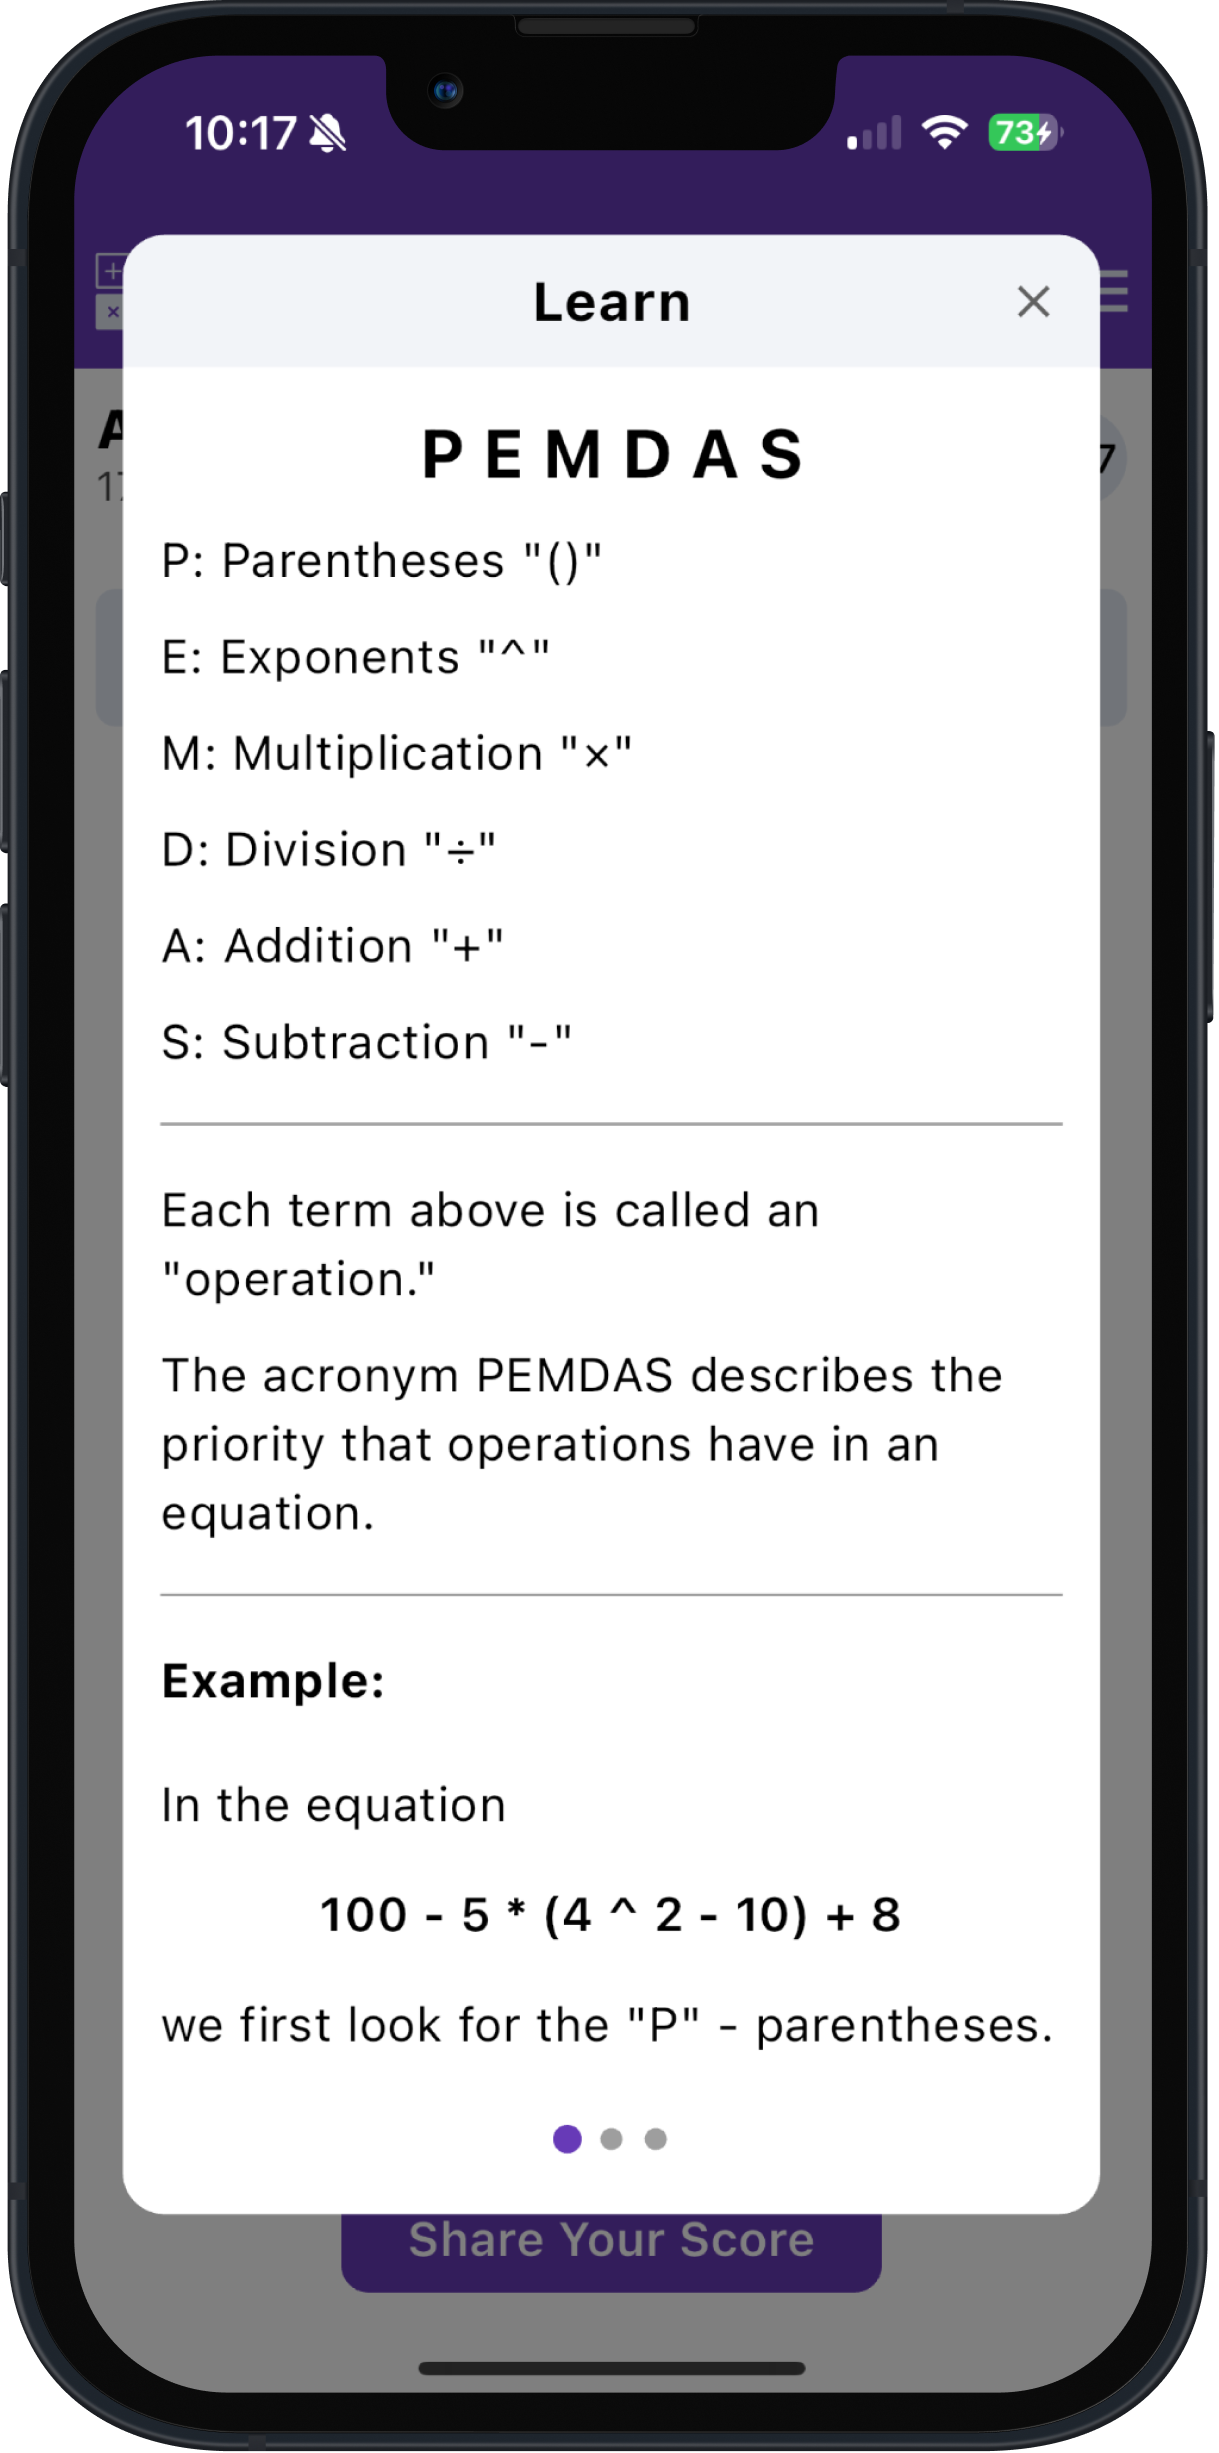 10:17
73
Learn
P E M D A S
P: Parentheses "()"
E: Exponents "^"
M: Multiplication "×"
D: Division "÷"
A: Addition "+"
S: Subtraction "-"
Each term above is called an
"operation."
The acronym PEMDAS describes the
priority that operations have in an
equation.
Example:
In the equation
100 - 5 * (4 ^ 2 - 10) + 8
we first look for the "P" - parentheses.
Share Your Score